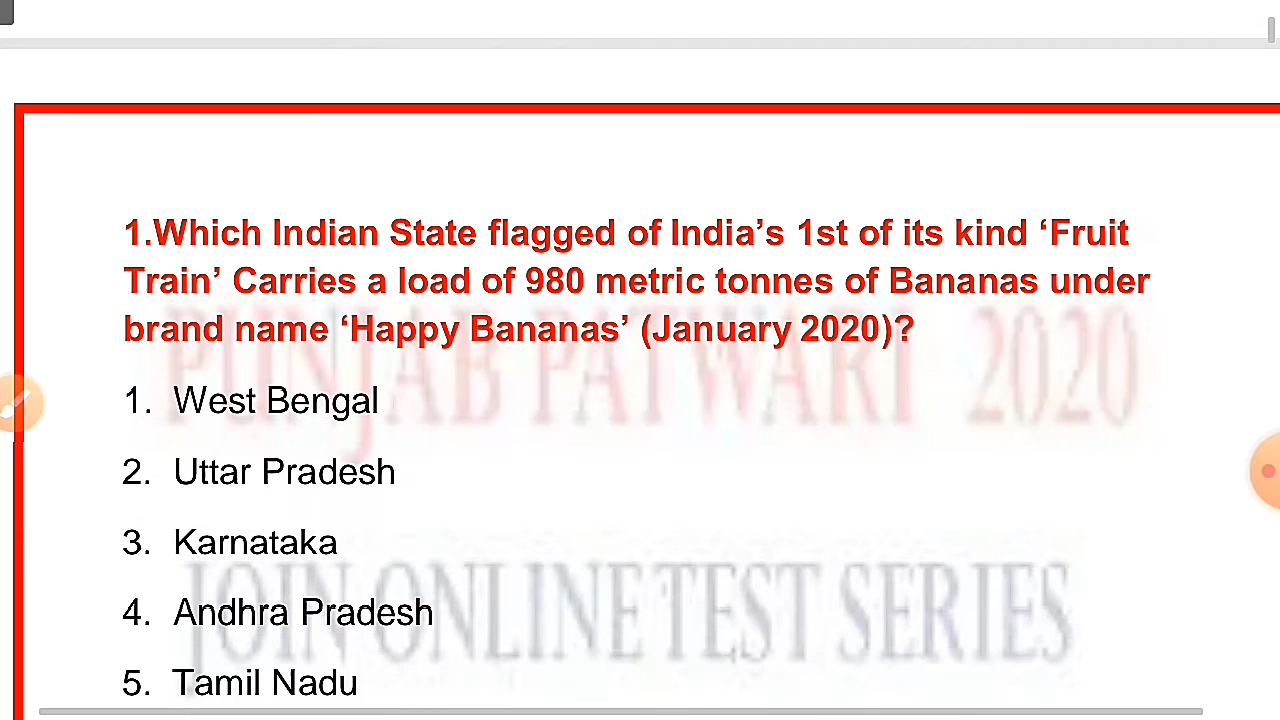 1.Which Indian State flagged of India’s 1st of its kind ‘Fruit
Train’ Carries a load of 980 metric tonnes of Bananas under
brand name ‘Happy Bananas’ (January 2020)?
PUNJAB PATWARI 2020
1. West Bengal
2. Uttar Pradesh
3. Karnataka
JOIN ONLINE TEST SERIES
4. Andhra Pradesh
5. Tamil Nadu